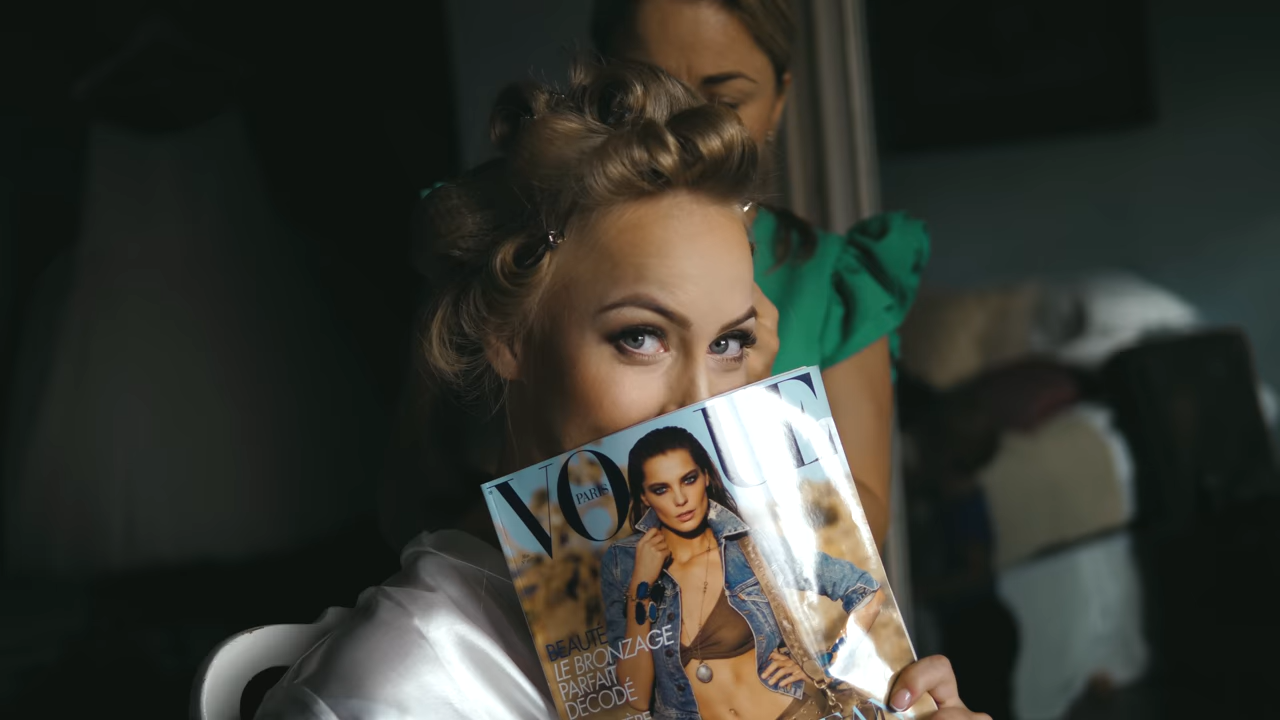 VOGUE
PARIS
BEAUTÉ
LE BRONZAGE
PARFAIT
DÉCODÉ